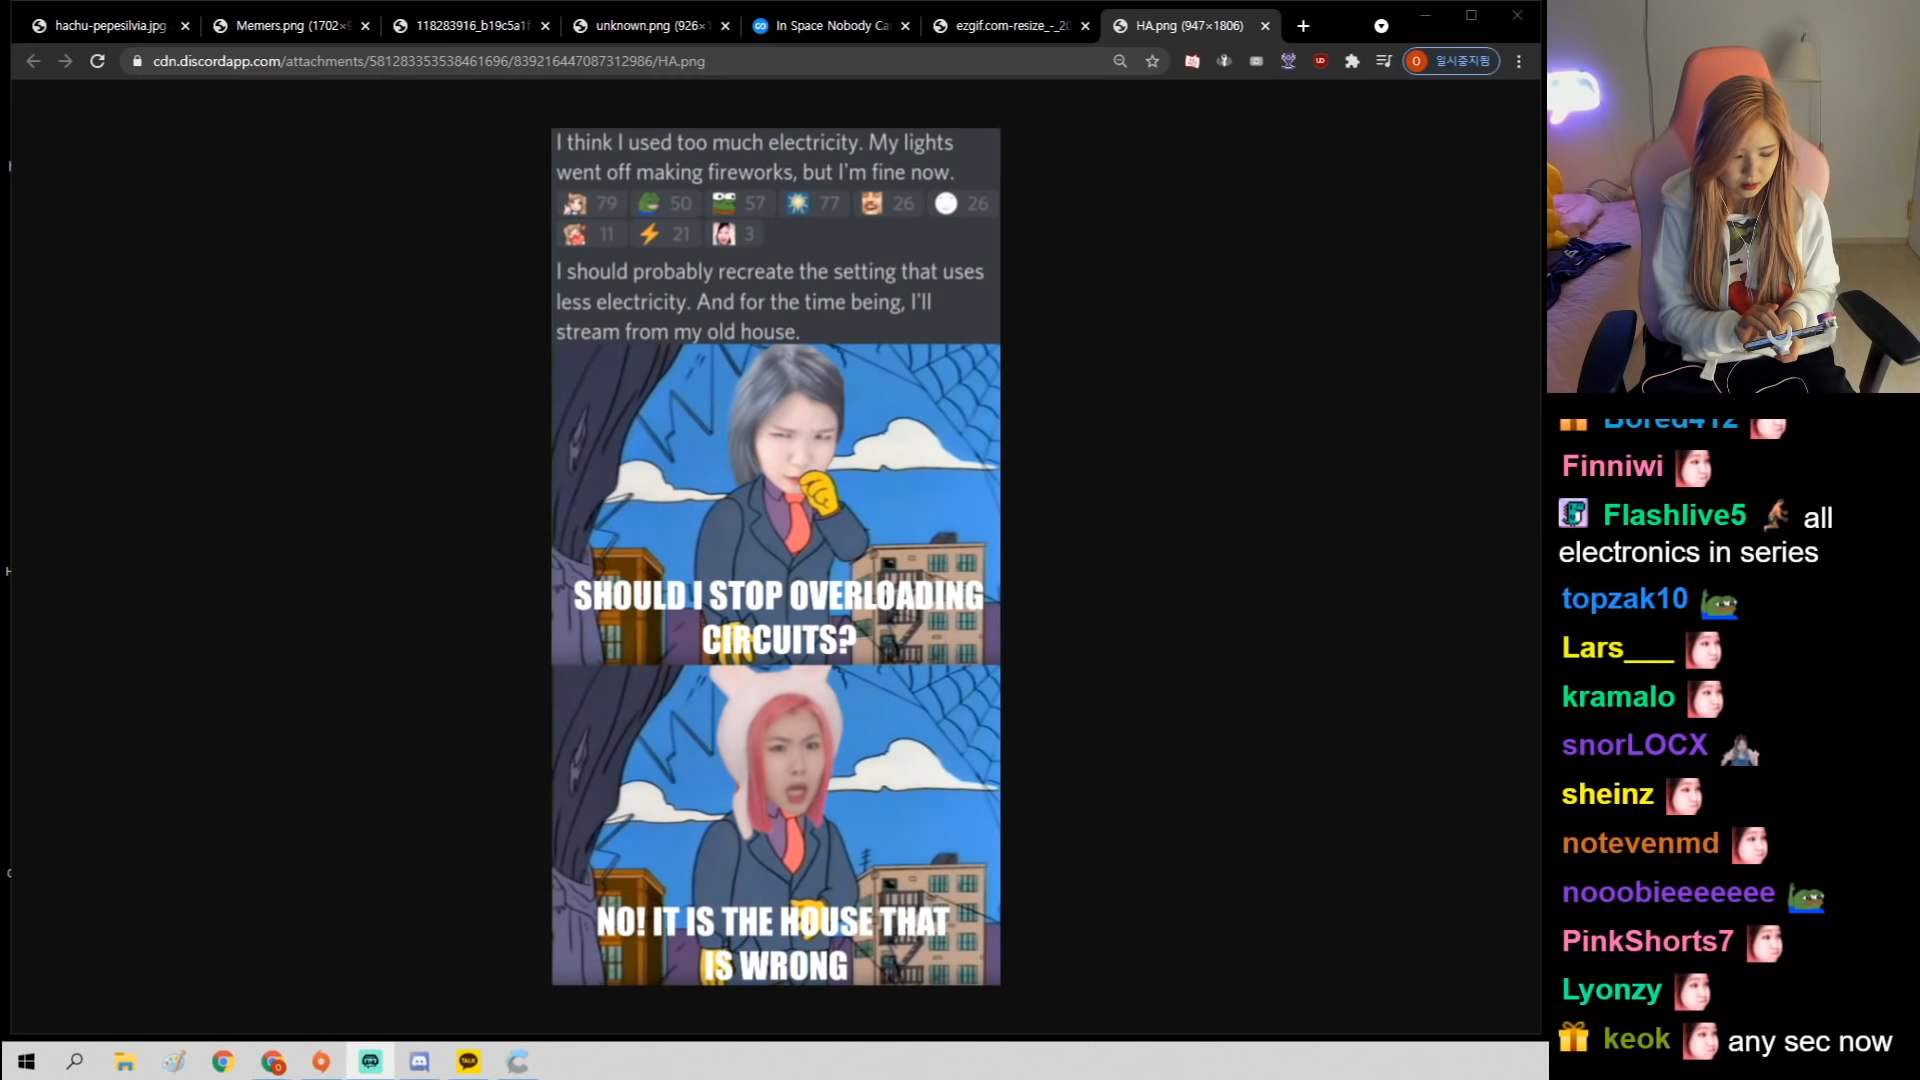 hachu-pepesilvia.jpg
Memers.png (1702×9
118283916_b19c5a1f
unknown.png (926×1
In Space Nobody Ca
ezgif.com-resize_-_20
HA.png (947×1806)
cdn.discordapp.com/attachments/581283353538461696/839216447087312986/HA.png
일시중지됨
I think I used too much electricity. My lights
went off making fireworks, but I'm fine now.
79 50 57 77 26 26
11 21 3
I should probably recreate the setting that uses
less electricity. And for the time being, I'll
stream from my old house.
SHOULD I STOP OVERLOADING
CIRCUITS?
NO! IT IS THE HOUSE THAT
IS WRONG
Bored412
Finniwi
Flashlive5 all
electronics in series
topzak10
Lars___
kramalo
snorLOCX
sheinz
notevenmd
nooobieeeeeee
PinkShorts7
Lyonzy
keok any sec now
TALK